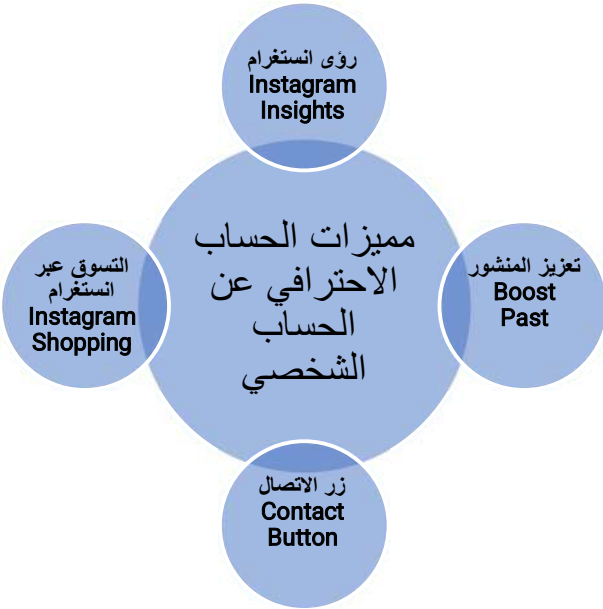 رؤى انستغرام
Instagram
Insights
مميزات الحساب
الاحترافي عن
الحساب
الشخصي
تعزيز المنشور
Boost
Past
زر الاتصال
Contact
Button
التسوق عبر
انستغرام
Instagram
Shopping